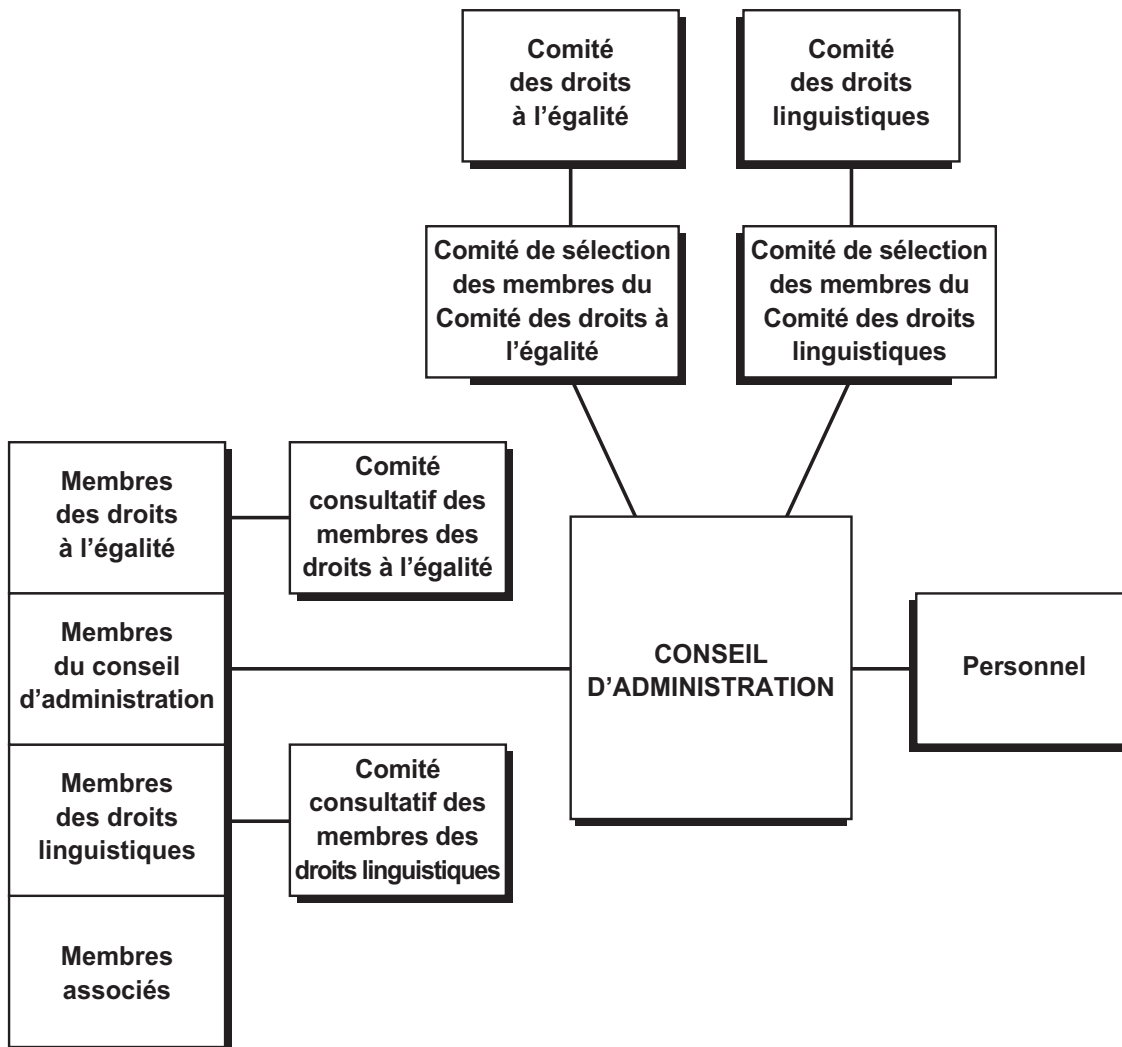 Comité
des droits
à l’égalité
Comité
des droits
linguistiques
Comité de sélection
des membres du
Comité des droits à
l’égalité
Comité de sélection
des membres du
Comité des droits
linguistiques
Membres
des droits
à l’égalité
Comité
consultatif des
membres des
droits à l’égalité
Membres
du conseil
d’administration
CONSEIL
D’ADMINISTRATION
Personnel
Membres
des droits
linguistiques
Comité
consultatif des
membres des
droits linguistiques
Membres
associés